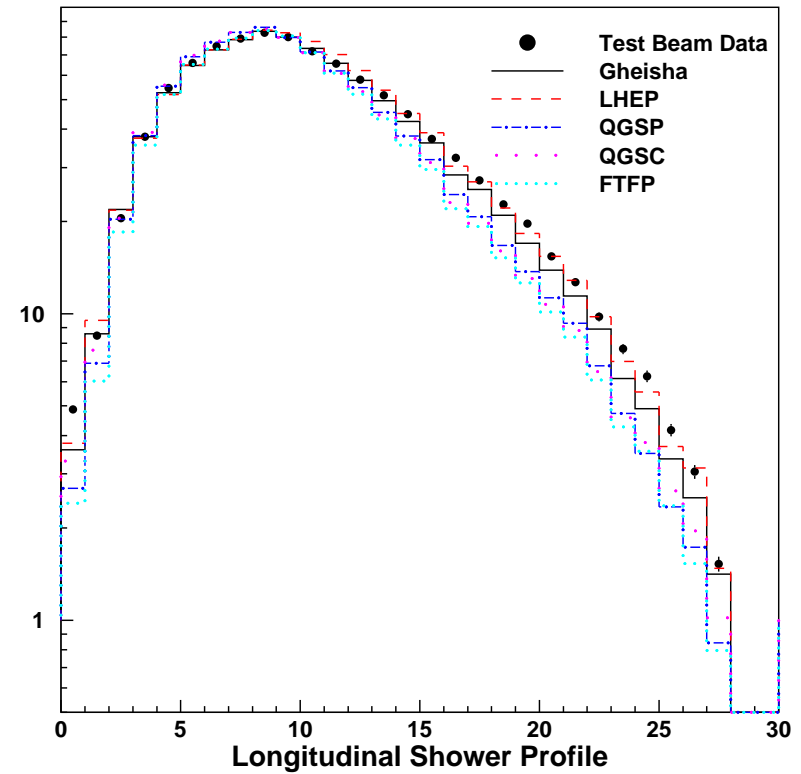 Test Beam Data
Gheisha
LHEP
QGSP
QGSC
FTFP
10
1
0 5 10 15 20 25 30
Longitudinal Shower Profile